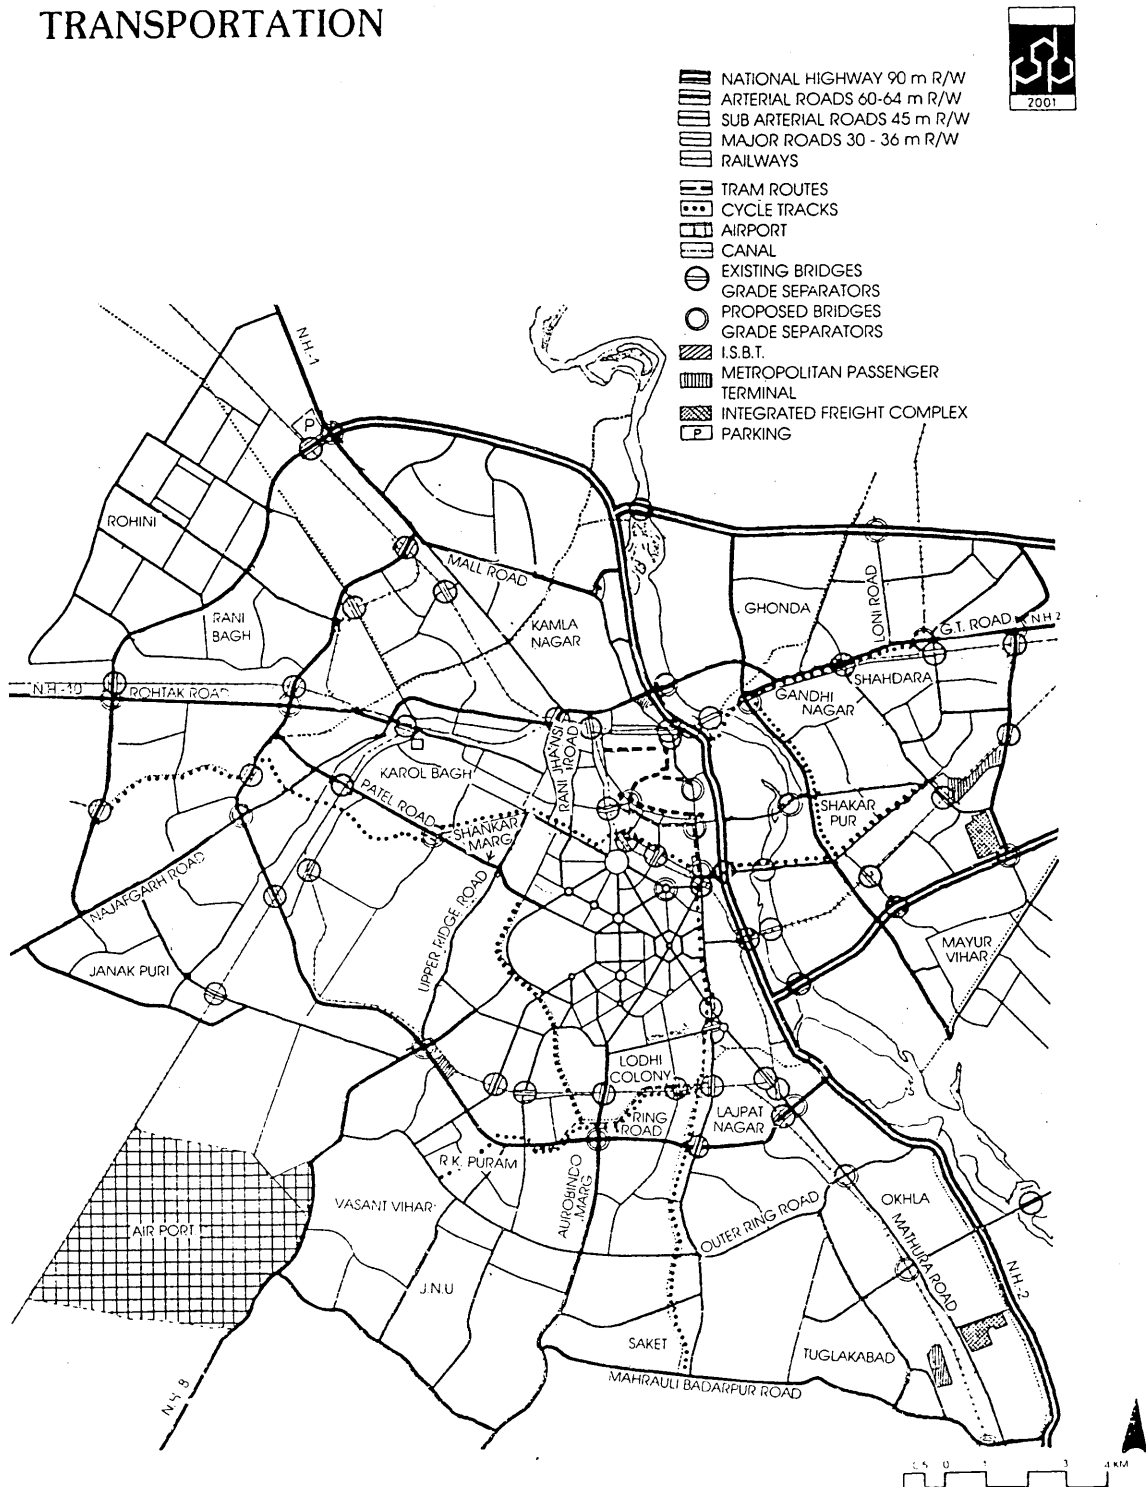 TRANSPORTATION
2001
NATIONAL HIGHWAY 90 m R/W
ARTERIAL ROADS 60-64 m R/W
SUB ARTERIAL ROADS 45 m R/W
MAJOR ROADS 30 - 36 m R/W
RAILWAYS
TRAM ROUTES
CYCLE TRACKS
AIRPORT
CANAL
EXISTING BRIDGES
GRADE SEPARATORS
PROPOSED BRIDGES
GRADE SEPARATORS
I.S.B.T.
METROPOLITAN PASSENGER
TERMINAL
INTEGRATED FREIGHT COMPLEX
P PARKING
N.H.-1
P
ROHINI
MALL ROAD
RANI
BAGH
KAMLA
NAGAR
GHONDA
LONI ROAD
G.T. ROAD
N.H 2
SHAHDARA
N.H.-10
ROHTAK ROAD
GANDHI
NAGAR
RANI JHANSI
ROAD
KAROL BAGH
PATEL ROAD
SHANKAR
MARG
SHAKAR
PUR
NAJAFGARH ROAD
UPPER RIDGE ROAD
JANAK PURI
MAYUR
VIHAR
LODHI
COLONY
RING
ROAD
LAJPAT
NAGAR
R.K. PURAM
AUROBINDO
MARG
VASANT VIHAR
OKHLA
AIR PORT
OUTER RING ROAD
MATHURA ROAD
N.H.-2
J.N.U
SAKET
TUGLAKABAD
MAHRAULI BADARPUR ROAD
N.H 8
0 1 3 4 KM